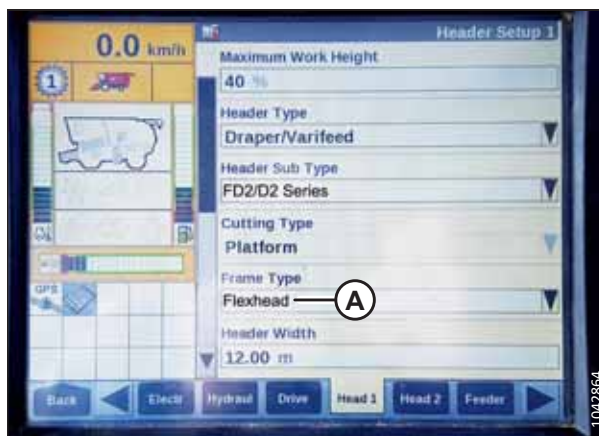 0.0 km/h
Header Setup 1
1
Maximum Work Height
40 %
Header Type
Draper/Varifeed
Header Sub Type
FD2/D2 Series
Cutting Type
Platform
Frame Type
Flexhead
A
GPS
Header Width
12.00 m
Back
Electr
Hydraul
Drive
Head 1
Head 2
Feeder
1042864